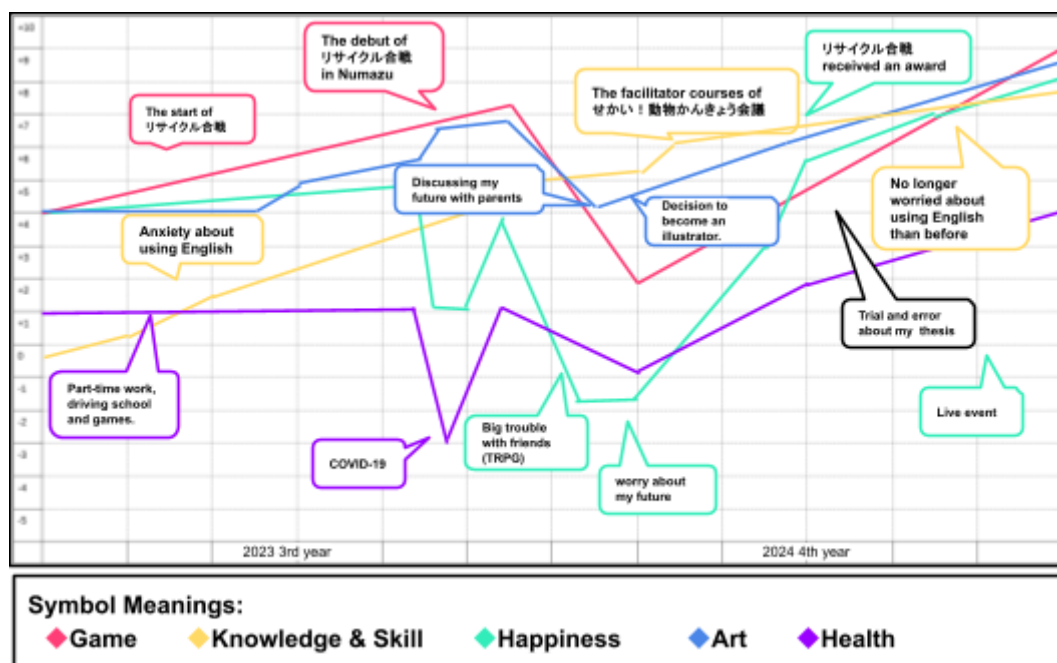 +10
+9
+8
+7
+6
+5
+4
+3
+2
+1
0
-1
-2
-3
-4
-5
The start of
リサイクル合戦
The debut of
リサイクル合戦
in Numazu
The facilitator courses of
せかい！動物かんきょう会議
リサイクル合戦
received an award
Anxiety about
using English
Discussing my
future with parents
Decision to
become an
illustrator.
No longer
worried about
using English
than before
Part-time work,
driving school
and games.
COVID-19
Big trouble
with friends
(TRPG)
worry about
my future
Trial and error
about my thesis
Live event
2023 3rd year
2024 4th year
Symbol Meanings:
Game Knowledge & Skill Happiness Art Health